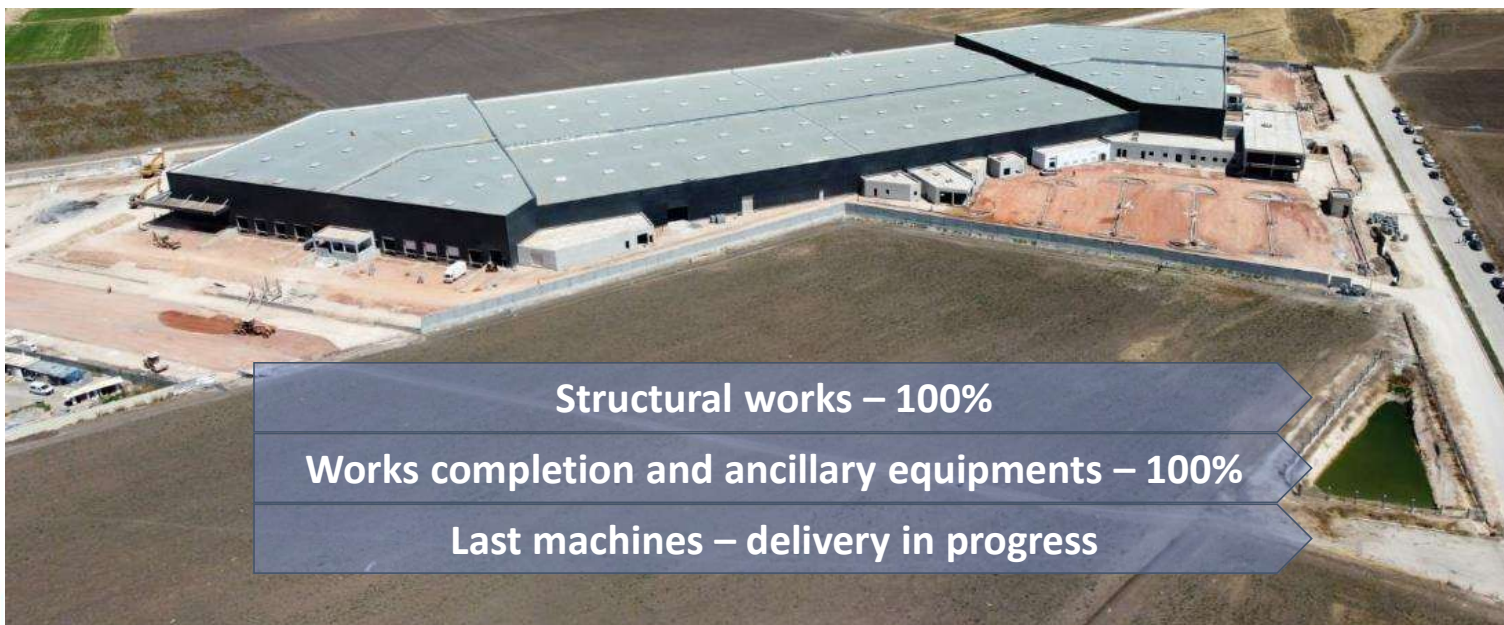 Structural works – 100%
Works completion and ancillary equipments – 100%
Last machines – delivery in progress